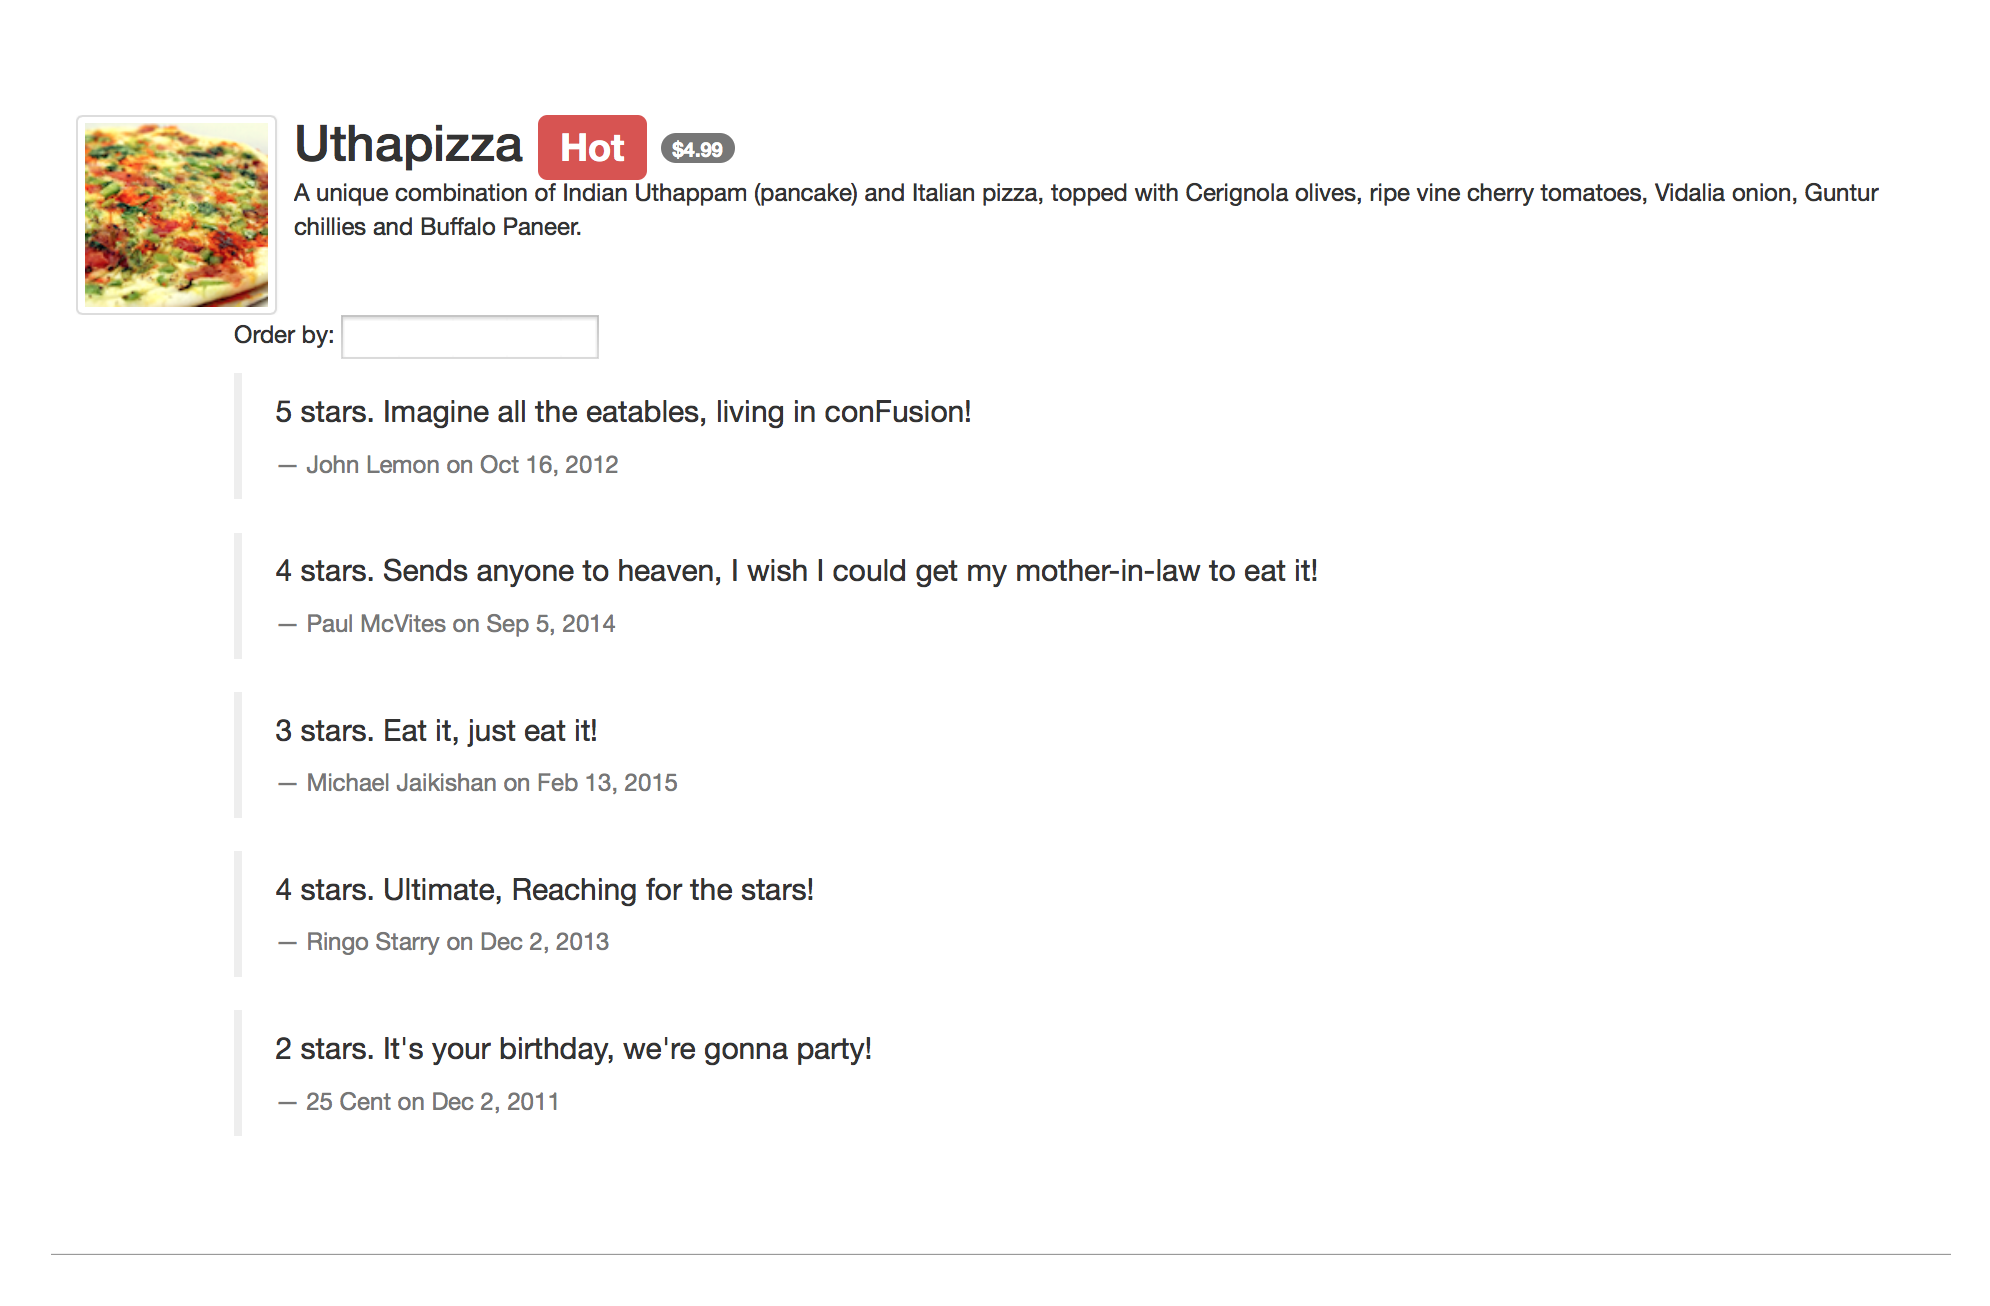 Uthapizza Hot $4.99
A unique combination of Indian Uthappam (pancake) and Italian pizza, topped with Cerignola olives, ripe vine cherry tomatoes, Vidalia onion, Guntur
chillies and Buffalo Paneer.
Order by:
5 stars. Imagine all the eatables, living in conFusion!
— John Lemon on Oct 16, 2012
4 stars. Sends anyone to heaven, I wish I could get my mother-in-law to eat it!
— Paul McVites on Sep 5, 2014
3 stars. Eat it, just eat it!
— Michael Jaikishan on Feb 13, 2015
4 stars. Ultimate, Reaching for the stars!
— Ringo Starry on Dec 2, 2013
2 stars. It's your birthday, we're gonna party!
— 25 Cent on Dec 2, 2011